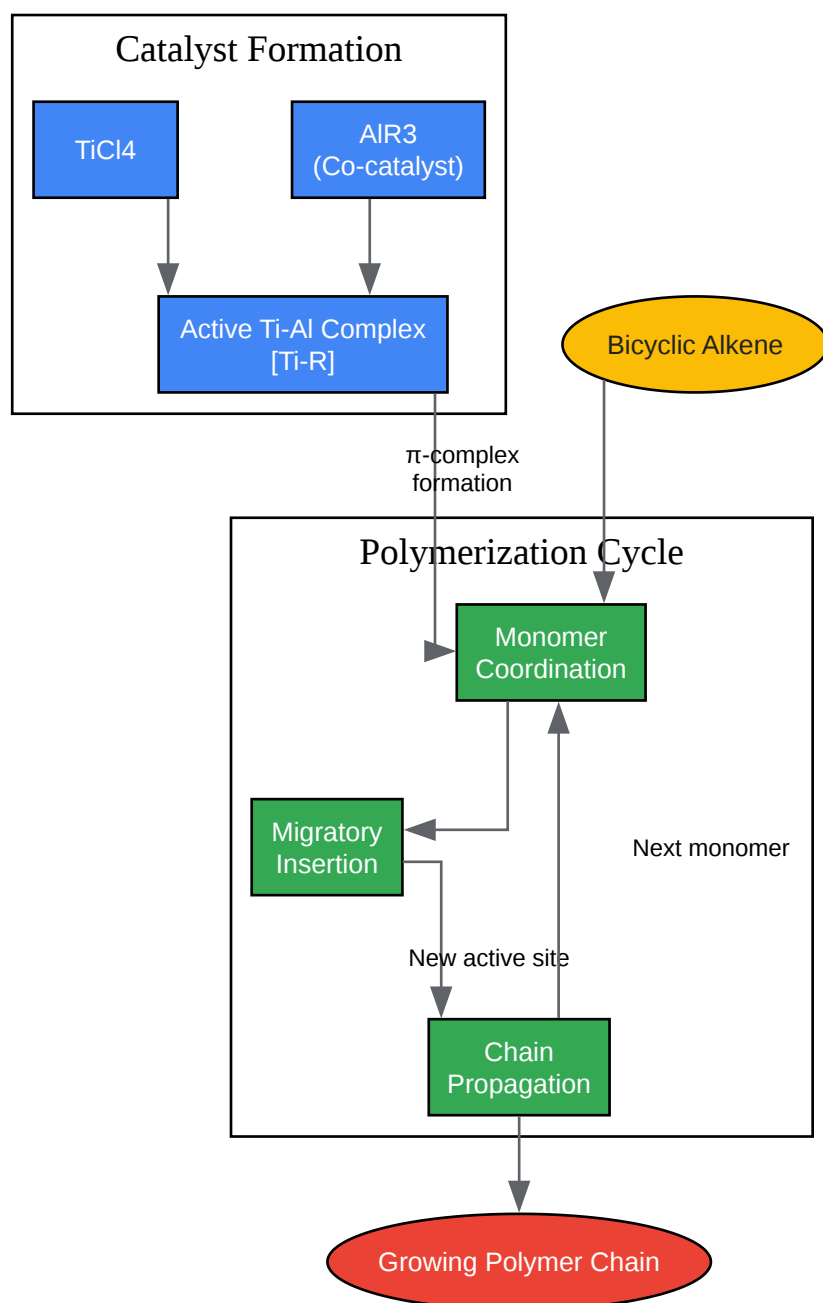 Catalyst Formation
TiCl4
AlR3
(Co-catalyst)
Active Ti-Al Complex
[Ti-R]
Bicyclic Alkene
π-complex
formation
Polymerization Cycle
Monomer
Coordination
Migratory
Insertion
Next monomer
New active site
Chain
Propagation
Growing Polymer Chain